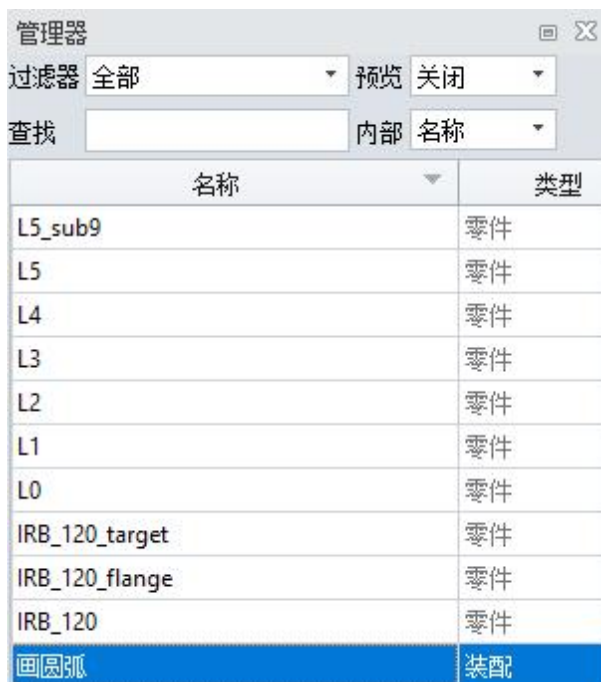 管理器
过滤器 全部 预览 关闭
查找 内部 名称
名称 类型
L5_sub9 零件
L5 零件
L4 零件
L3 零件
L2 零件
L1 零件
L0 零件
IRB_120_target 零件
IRB_120_flange 零件
IRB_120 零件
画圆弧 装配